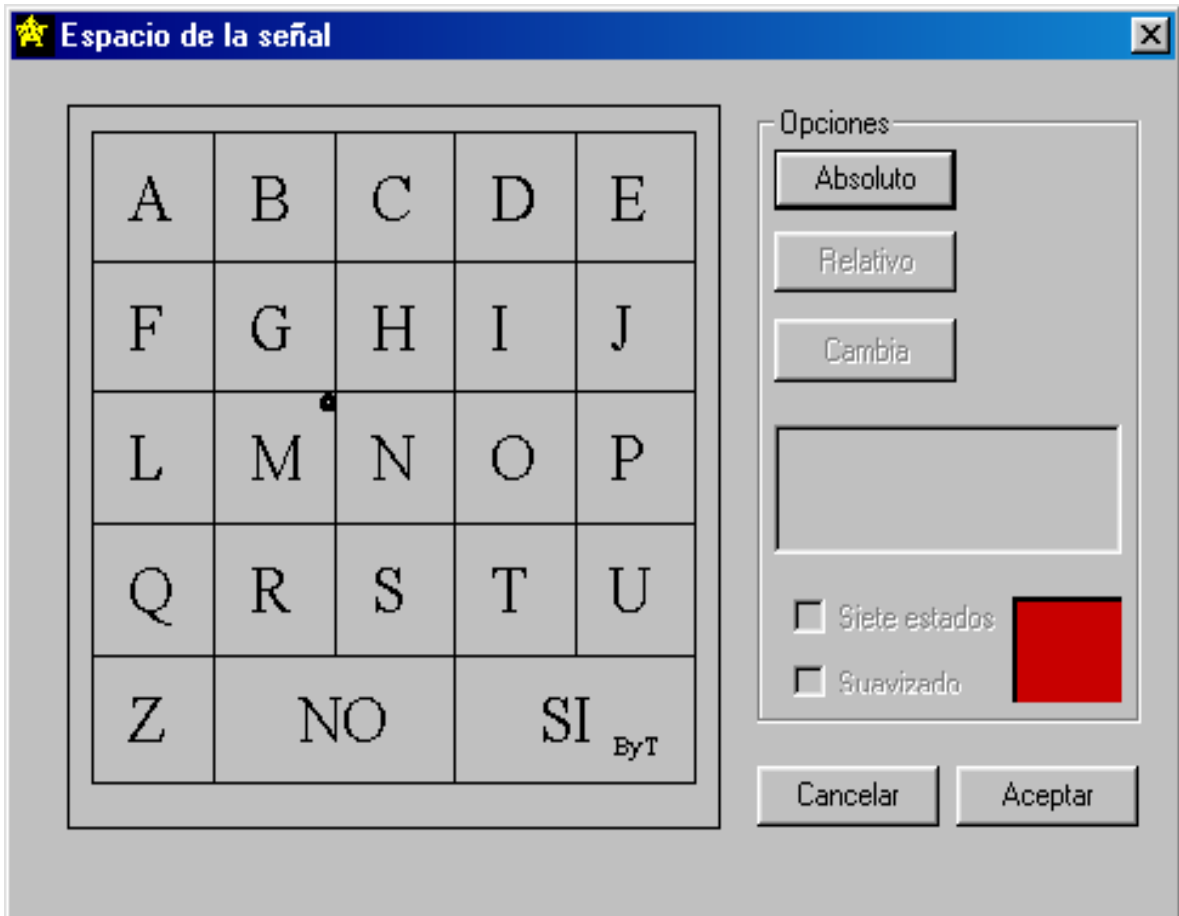 Espacio de la señal
A B C D E
F G H I J
L M N O P
Q R S T U
Z NO SI ByT
Opciones
Absoluto
Relativo
Cambia
Siete estados
Suavizado
Cancelar Aceptar